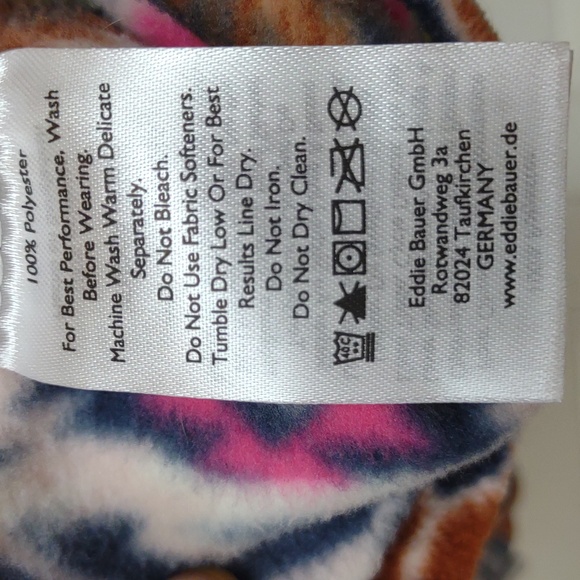 100% Polyester
For Best Performance, Wash
Before Wearing.
Machine Wash Warm Delicate
Separately.
Do Not Bleach.
Do Not Use Fabric Softeners.
Tumble Dry Low Or For Best
Results Line Dry.
Do Not Iron.
Do Not Dry Clean.
40C
Eddie Bauer GmbH
Rotwandweg 3a
82024 Taufkirchen
GERMANY
www.eddiebauer.de